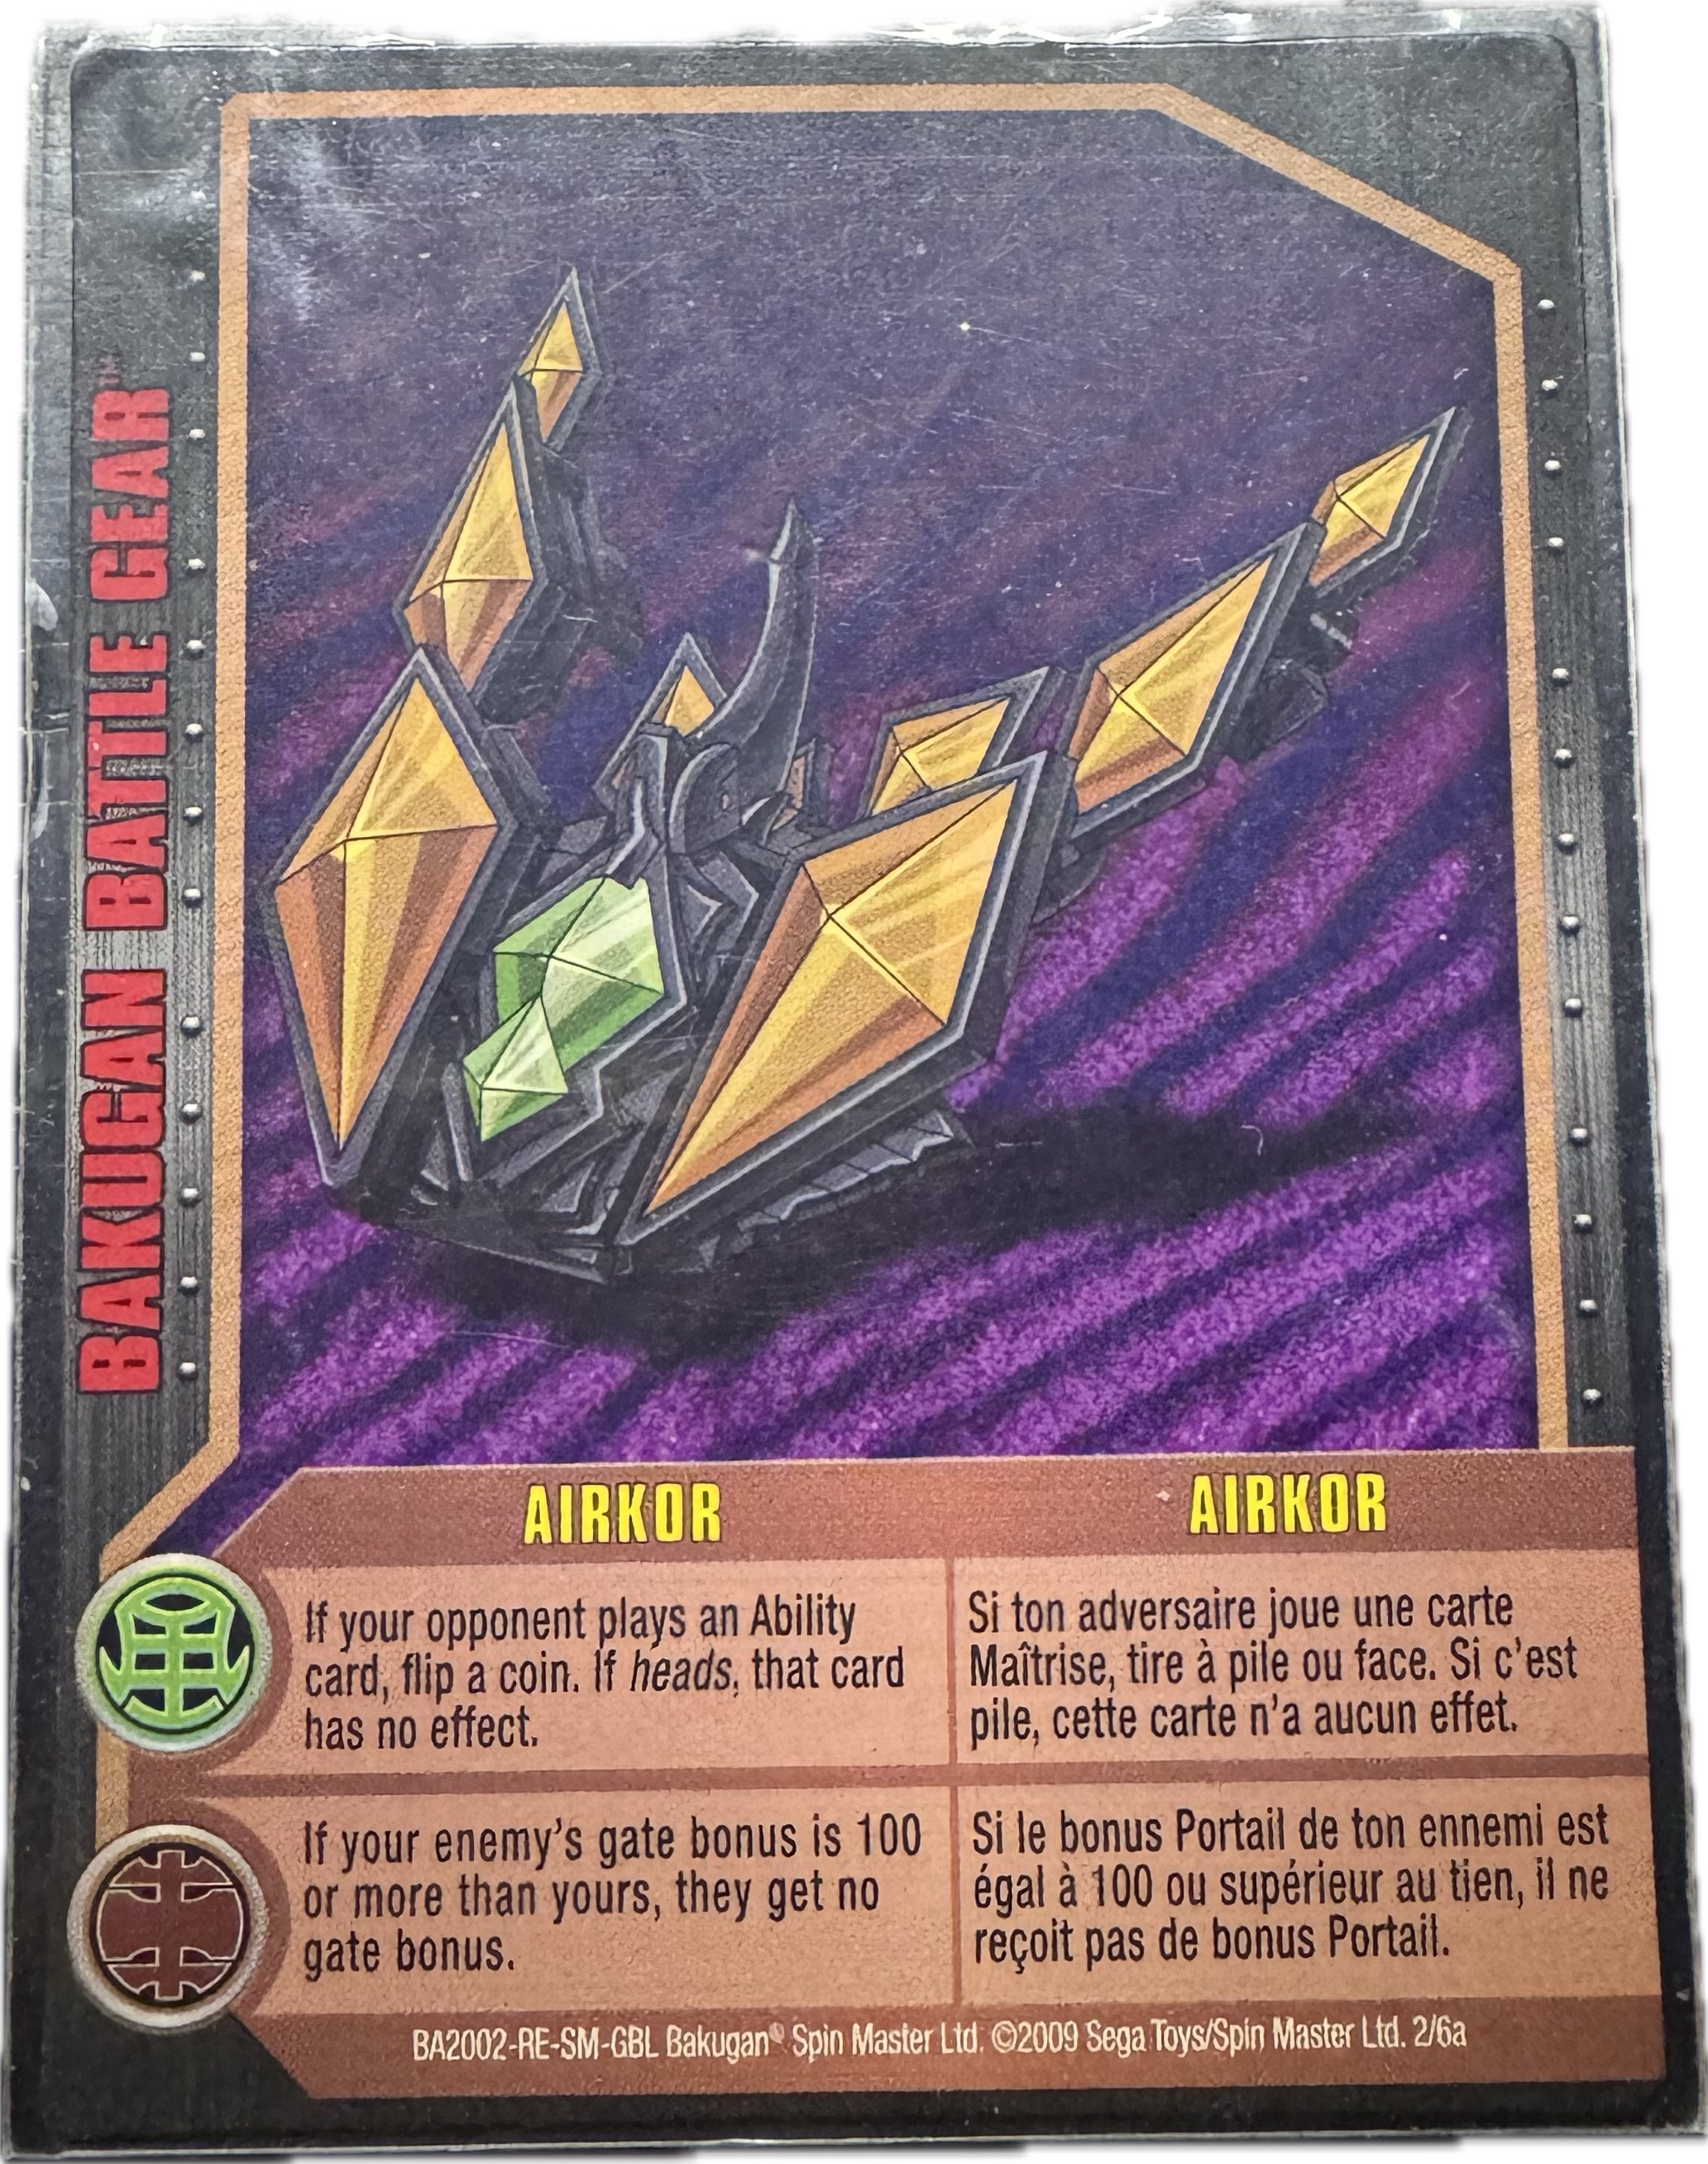 BAKUGAN BATTLE GEAR™
AIRKOR
If your opponent plays an Ability
card, flip a coin. If heads, that card
has no effect.
If your enemy's gate bonus is 100
or more than yours, they get no
gate bonus.
AIRKOR
Si ton adversaire joue une carte
Maîtrise, tire à pile ou face. Si c'est
pile, cette carte n'a aucun effet.
Si le bonus Portail de ton ennemi est
égal à 100 ou supérieur au tien, il ne
reçoit pas de bonus Portail.
BA2002-RE-SM-GBL Bakugan® Spin Master Ltd. ©2009 Sega Toys/Spin Master Ltd. 2/6a